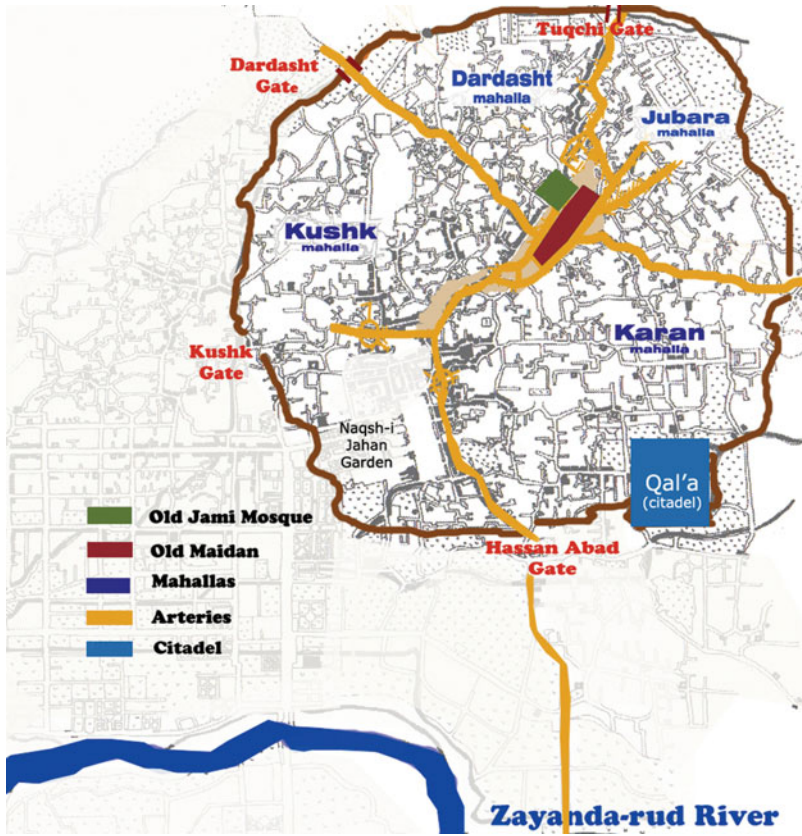 Tuqchi Gate
Dardasht
Gate
Dardasht
mahalla
Jubara
mahalla
Kushk
mahalla
Karan
mahalla
Kushk
Gate
Naqsh-i
Jahan
Garden
Qal'a
(citadel)
Old Jami Mosque
Old Maidan
Mahallas
Arteries
Citadel
Hassan Abad
Gate
Zayanda-rud River